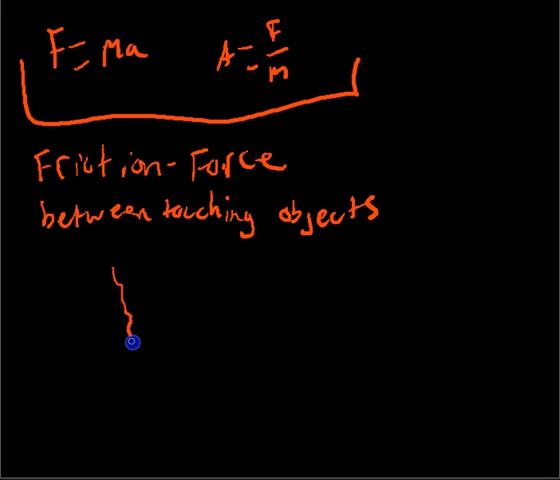 F = Ma A = F/m
Friction - Force
between touching objects